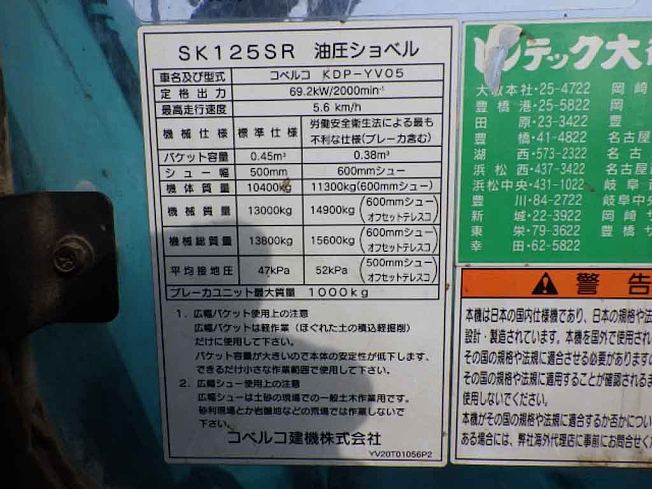 SK125SR 油圧ショベル
車名及び型式 コベルコ KDP-YV05
定格出力 69.2kW/2000min⁻¹
最高走行速度 5.6 km/h
機械仕様 標準仕様 労働安全衛生法による最も不利な仕様(ブレーカ含む)
バケット容量 0.45m³ 0.38m³
シュー幅 500mm 600mmシュー
機体質量 10400kg 11300kg(600mmシュー)
機械質量 13000kg 14900kg (600mmシュー オフセットテレスコ)
機械総質量 13800kg 15600kg (600mmシュー オフセットテレスコ)
平均接地圧 47kPa 52kPa (500mmシュー オフセットテレスコ)
ブレーカユニット最大質量 1000kg
1. 広幅バケット使用上の注意
広幅バケットは軽作業(ほぐれた土の積込軽掘削)
だけに使用して下さい。
バケット容量が大きいので本体の安定性が低下します、
できるだけ小さな作業範囲で使用して下さい。
2. 広幅シュー使用上の注意
広幅シューは土砂の現場での一般土木作業用です。
砂利現場とか岩盤地などの荒場では作業しないで
下さい。
コベルコ建機株式会社
YV20T01056P2
レンテック大
大阪本社・25-4722 岡崎
豊橋港・25-5822 岡
田原・23-3422 豊
豊橋・41-4822 名古屋
湖西・573-2322 名古
浜松西・437-3422 名古屋
浜松中央・431-1022 岐阜
豊川・84-2722 岐阜中央
新城・22-3922 岡崎サ
東栄・79-3622 豊橋サ
幸田・62-5822
警告
本機は日本の国内仕様機であり、日本の規格や法
設計・製造されています。本機を国外で使用され
その国の規格や法規に適合させる必要がありますの
その国の規格や法規に適用することが確認されるま
使用しないでください。
本機がその国の規格や法規に適合するか否かについ
ある場合には、弊社海外代理店に事前にお問合せくだ